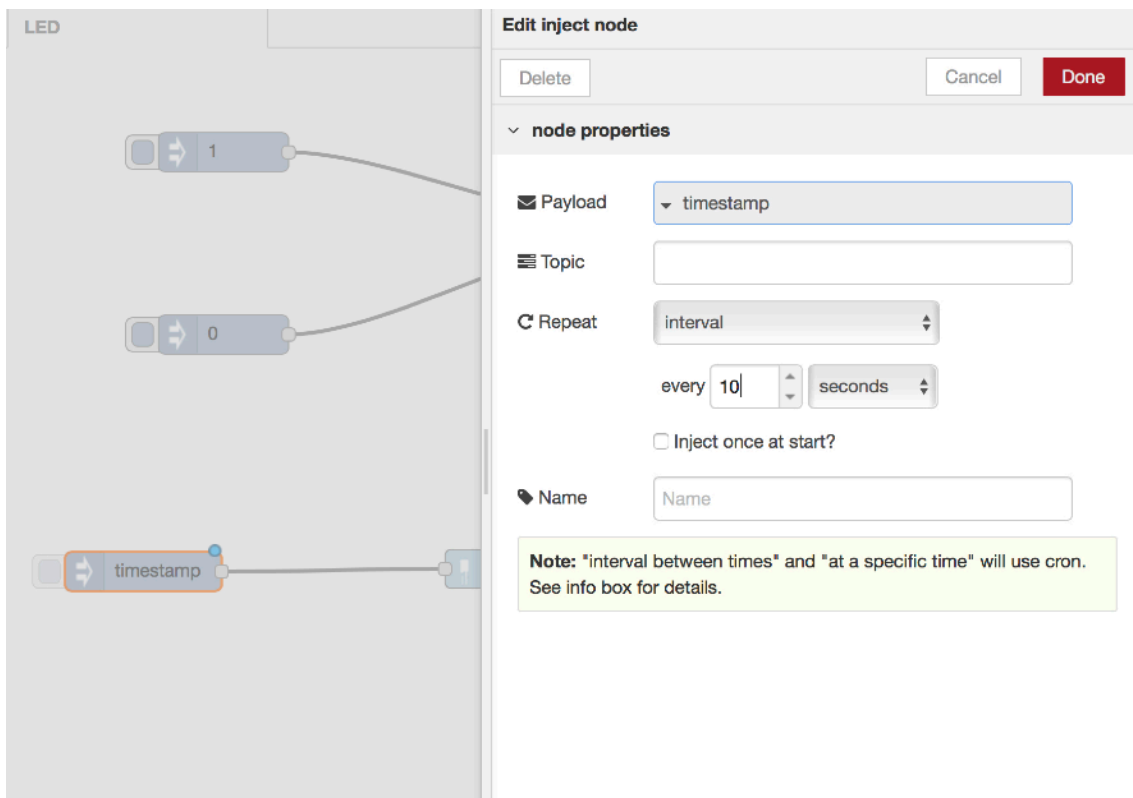 LED
Edit inject node
Delete
Cancel
Done
node properties
1
0
timestamp
Payload
timestamp
Topic
Repeat
interval
every 10 seconds
Inject once at start?
Name
Name
Note: "interval between times" and "at a specific time" will use cron.
See info box for details.